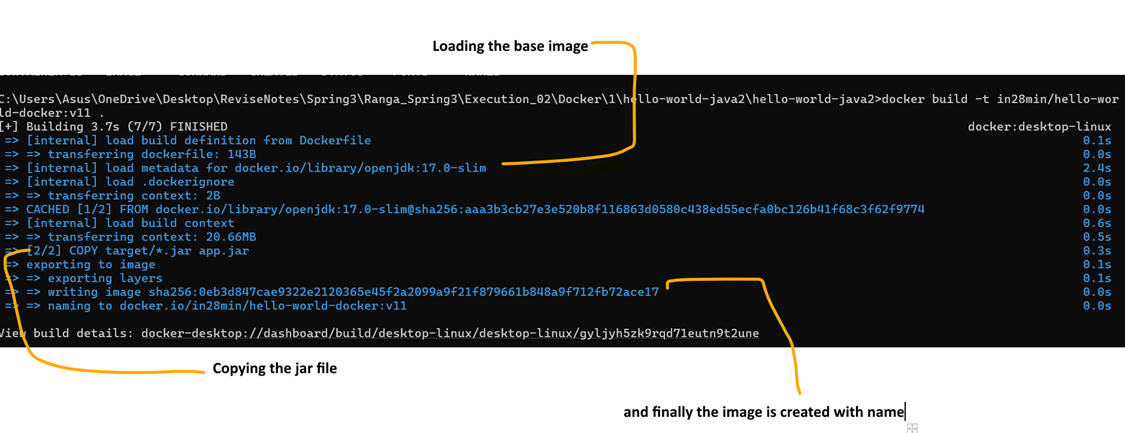 Loading the base image
C:\Users\Asus\OneDrive\Desktop\ReviseNotes\Spring3\Ranga_Spring3\Execution_02\Docker\1\hello-world-java2\hello-world-java2>docker build -t in28min/hello-wor
ld-docker:v11 .
[+] Building 3.7s (7/7) FINISHED docker:desktop-linux
=> [internal] load build definition from Dockerfile 0.1s
=> => transferring dockerfile: 143B 0.0s
=> [internal] load metadata for docker.io/library/openjdk:17.0-slim 2.4s
=> [internal] load .dockerignore 0.0s
=> => transferring context: 2B 0.0s
=> CACHED [1/2] FROM docker.io/library/openjdk:17.0-slim@sha256:aaa3b3cb27e3e520b8f116863d0580c438ed55ecfa0bc126b41f68c3f62f9774 0.0s
=> [internal] load build context 0.6s
=> => transferring context: 20.66MB 0.5s
=> [2/2] COPY target/*.jar app.jar 0.3s
=> exporting to image 0.1s
=> => exporting layers 0.1s
=> => writing image sha256:0eb3d847cae9322e2120365e45f2a2099a9f21f879661b848a9f712fb72ace17 0.0s
=> => naming to docker.io/in28min/hello-world-docker:v11 0.0s
View build details: docker-desktop://dashboard/build/desktop-linux/desktop-linux/gyljyh5zk9rqd71eutn9t2une
Copying the jar file
and finally the image is created with name